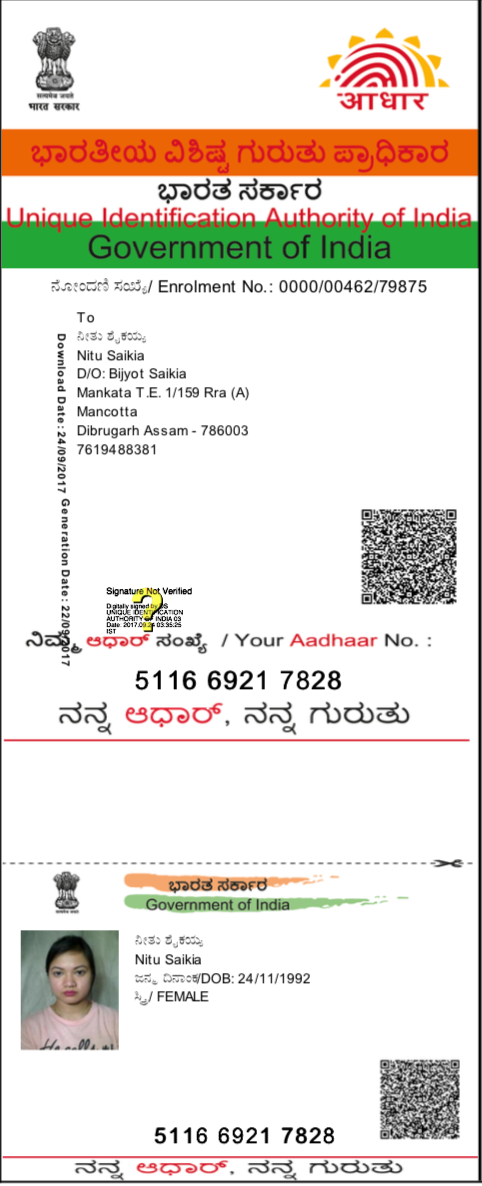 सत्यमेव जयते
भारत सरकार
आधार
ಭಾರತೀಯ ವಿಶಿಷ್ಟ ಗುರುತು ಪ್ರಾಧಿಕಾರ
ಭಾರತ ಸರ್ಕಾರ
Unique Identification Authority of India
Government of India
ನೋಂದಣಿ ಸಂಖ್ಯೆ/ Enrolment No.: 0000/00462/79875
To
ನೀತು ಶೈಕಯ್ಯ
Nitu Saikia
D/O: Bijyot Saikia
Mankata T.E. 1/159 Rra (A)
Mancotta
Dibrugarh Assam - 786003
7619488381
Download Date: 24/09/2017 Generation Date: 22/09/2017
Signature Not Verified
Digitally signed by DS
UNIQUE IDENTIFICATION
AUTHORITY OF INDIA 03
Date: 2017.09.24 03:35:25
IST
ನಿಮ್ಮ ಆಧಾರ್ ಸಂಖ್ಯೆ / Your Aadhaar No. :
5116 6921 7828
ನನ್ನ ಆಧಾರ್, ನನ್ನ ಗುರುತು
ಭಾರತ ಸರ್ಕಾರ
Government of India
ನೀತು ಶೈಕಯ್ಯ
Nitu Saikia
ಜನ್ಮ ದಿನಾಂಕ/DOB: 24/11/1992
ಸ್ತ್ರೀ/ FEMALE
5116 6921 7828
ನನ್ನ ಆಧಾರ್, ನನ್ನ ಗುರುತು